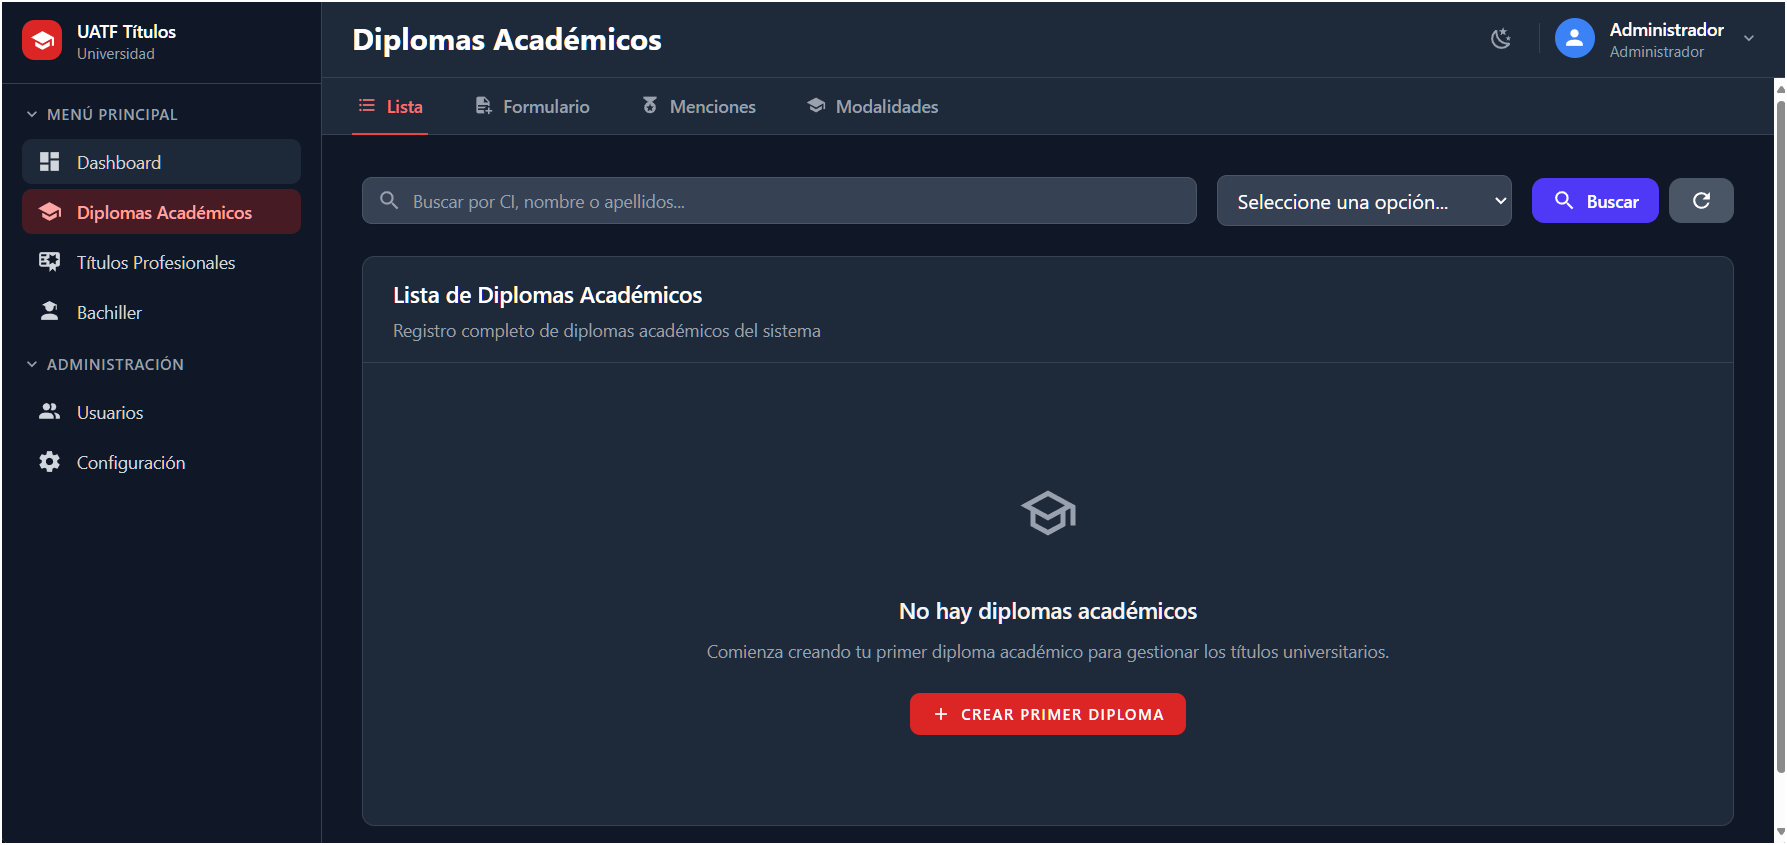 UATF Títulos
Universidad
MENÚ PRINCIPAL
Dashboard
Diplomas Académicos
Títulos Profesionales
Bachiller
ADMINISTRACIÓN
Usuarios
Configuración
Diplomas Académicos
Administrador
Administrador
Lista
Formulario
Menciones
Modalidades
Buscar por CI, nombre o apellidos...
Seleccione una opción...
Buscar
Lista de Diplomas Académicos
Registro completo de diplomas académicos del sistema
No hay diplomas académicos
Comienza creando tu primer diploma académico para gestionar los títulos universitarios.
+ CREAR PRIMER DIPLOMA